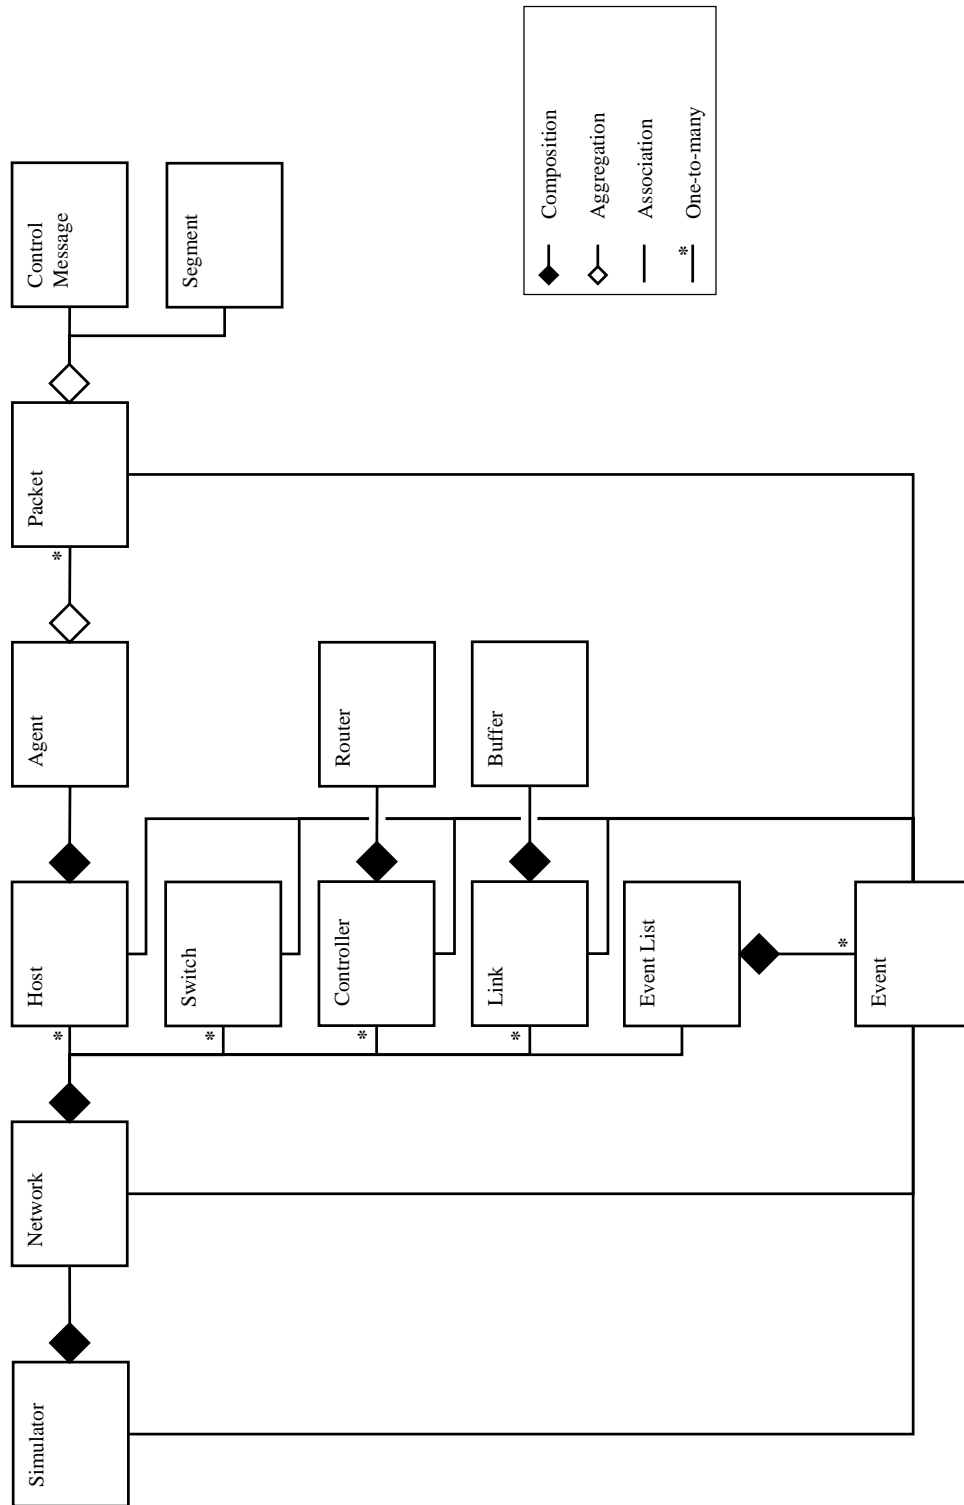 Simulator
Network
Host
Agent
Packet
Control
Message
*
*
Switch
*
Segment
Controller
*
Router
Link
*
Buffer
Event List
Event
*
Composition
Aggregation
Association
*
One-to-many